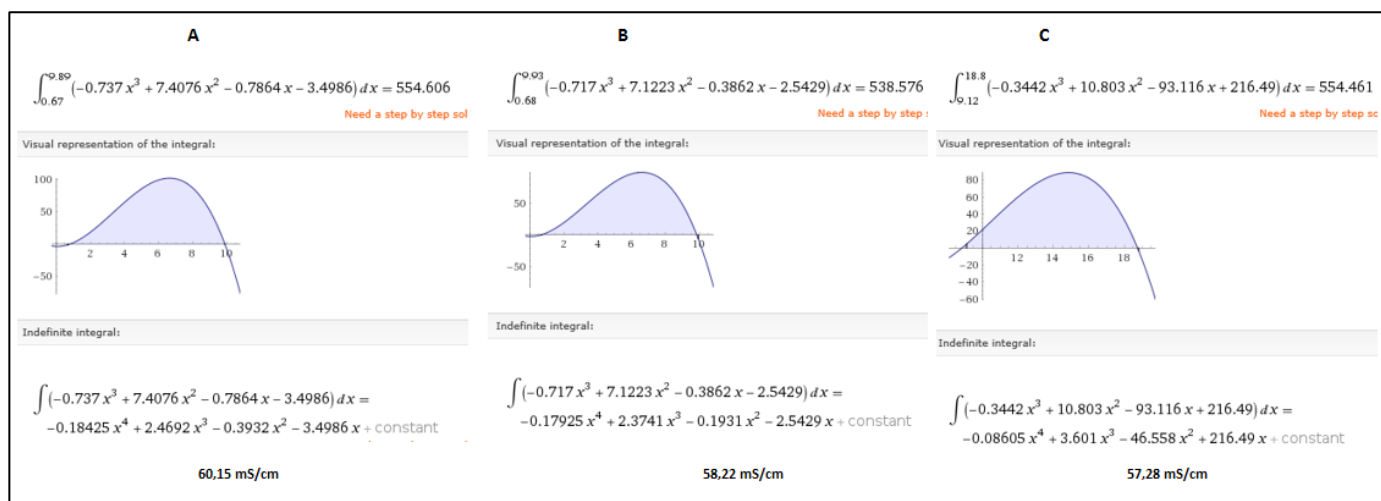 A
∫_{0.67}^{9.89} (−0.737 x³ + 7.4076 x² − 0.7864 x − 3.4986) dx = 554.606
Need a step by step sol
Visual representation of the integral:
100
50
−50
2 4 6 8 10
Indefinite integral:
∫(−0.737 x³ + 7.4076 x² − 0.7864 x − 3.4986) dx =
−0.18425 x⁴ + 2.4692 x³ − 0.3932 x² − 3.4986 x + constant
60,15 mS/cm
B
∫_{0.68}^{9.93} (−0.717 x³ + 7.1223 x² − 0.3862 x − 2.5429) dx = 538.576
Need a step by step s
Visual representation of the integral:
50
−50
2 4 6 8 10
Indefinite integral:
∫(−0.717 x³ + 7.1223 x² − 0.3862 x − 2.5429) dx =
−0.17925 x⁴ + 2.3741 x³ − 0.1931 x² − 2.5429 x + constant
58,22 mS/cm
C
∫_{9.12}^{18.8} (−0.3442 x³ + 10.803 x² − 93.116 x + 216.49) dx = 554.461
Need a step by step so
Visual representation of the integral:
80
60
40
20
−20
−40
−60
12 14 16 18
Indefinite integral:
∫(−0.3442 x³ + 10.803 x² − 93.116 x + 216.49) dx =
−0.08605 x⁴ + 3.601 x³ − 46.558 x² + 216.49 x + constant
57,28 mS/cm